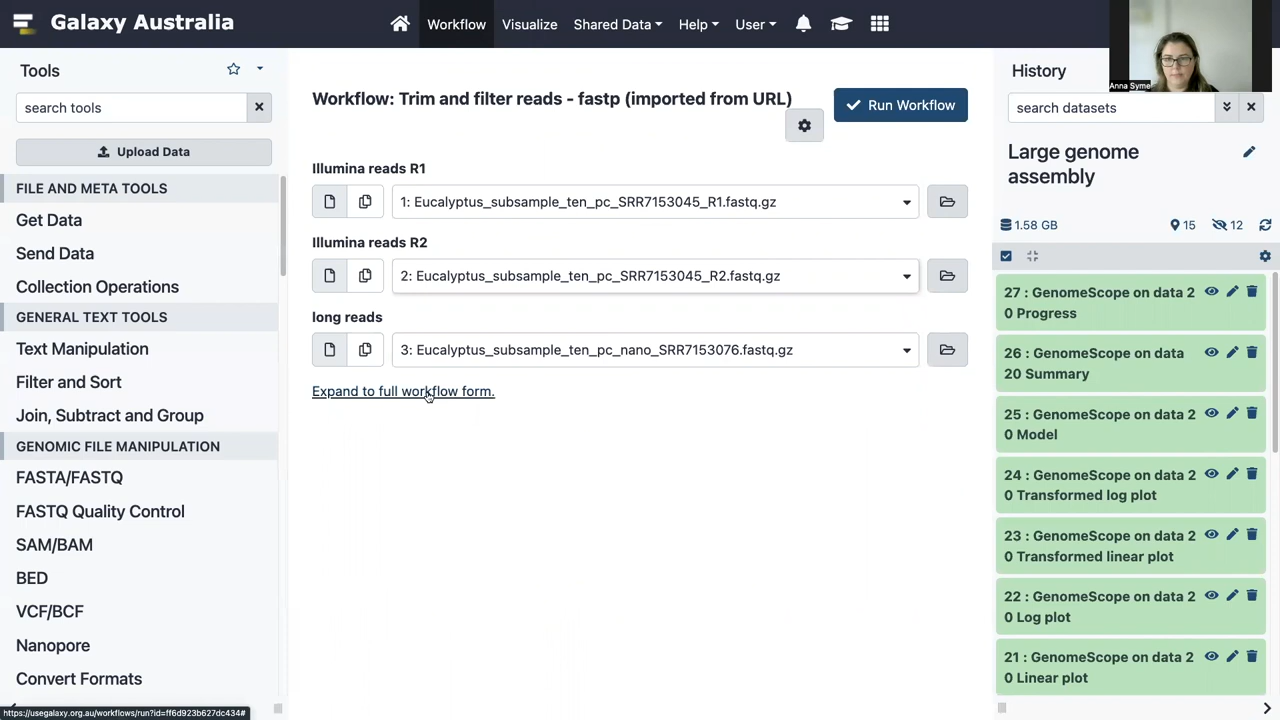 Galaxy Australia
Workflow
Visualize
Shared Data
Help
User
Anna Syme
Tools
search tools
Upload Data
FILE AND META TOOLS
Get Data
Send Data
Collection Operations
GENERAL TEXT TOOLS
Text Manipulation
Filter and Sort
Join, Subtract and Group
GENOMIC FILE MANIPULATION
FASTA/FASTQ
FASTQ Quality Control
SAM/BAM
BED
VCF/BCF
Nanopore
Convert Formats
https://usegalaxy.org.au/workflows/run?id=ff6d923b627dc434#
Workflow: Trim and filter reads - fastp (imported from URL)
Run Workflow
Illumina reads R1
1: Eucalyptus_subsample_ten_pc_SRR7153045_R1.fastq.gz
Illumina reads R2
2: Eucalyptus_subsample_ten_pc_SRR7153045_R2.fastq.gz
long reads
3: Eucalyptus_subsample_ten_pc_nano_SRR7153076.fastq.gz
Expand to full workflow form.
History
search datasets
Large genome
assembly
1.58 GB
15
12
27 : GenomeScope on data 2
0 Progress
26 : GenomeScope on data
20 Summary
25 : GenomeScope on data 2
0 Model
24 : GenomeScope on data 2
0 Transformed log plot
23 : GenomeScope on data 2
0 Transformed linear plot
22 : GenomeScope on data 2
0 Log plot
21 : GenomeScope on data 2
0 Linear plot